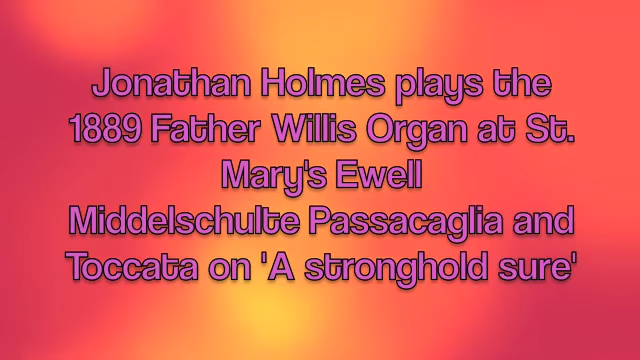 Jonathan Holmes plays the
1889 Father Willis Organ at St.
Mary's Ewell
Middelschulte Passacaglia and
Toccata on 'A stronghold sure'